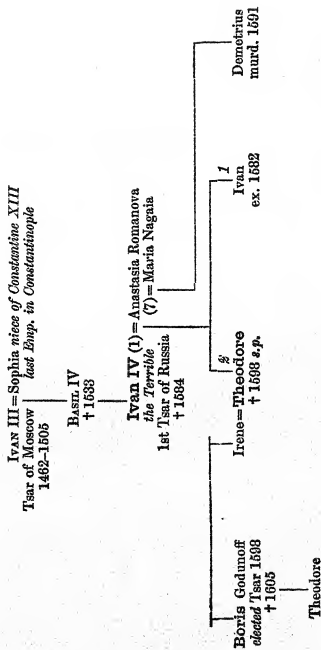 IVAN III = Sophia niece of Constantine XIII
Tsar of Moscow last Emp. in Constantinople
1462–1505
BASIL IV
† 1533
Ivan IV (1) = Anastasia Romanova
the Terrible (7) = Maria Nagaia
1st Tsar of Russia
† 1584
2 1
Boris Godunoff Irene = Theodore Ivan Demetrius
elected Tsar 1598 † 1598 s.p. ex. 1582 murd. 1591
† 1605
Theodore